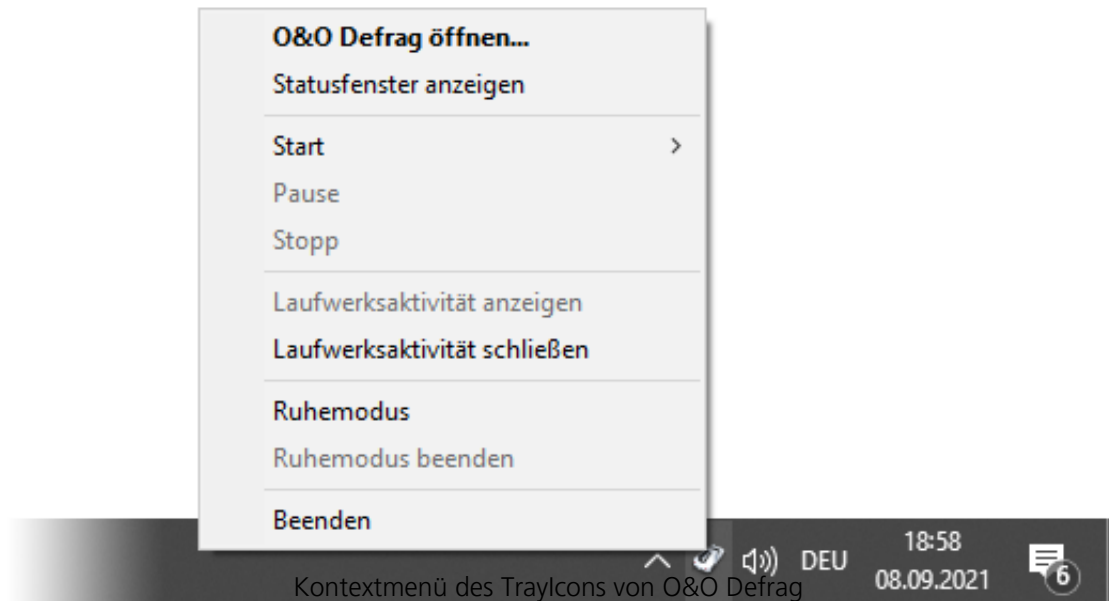 O&O Defrag öffnen...
Statusfenster anzeigen
Start
Pause
Stopp
Laufwerksaktivität anzeigen
Laufwerksaktivität schließen
Ruhemodus
Ruhemodus beenden
Beenden
DEU
18:58
08.09.2021
6
Kontextmenü des TrayIcons von O&O Defrag